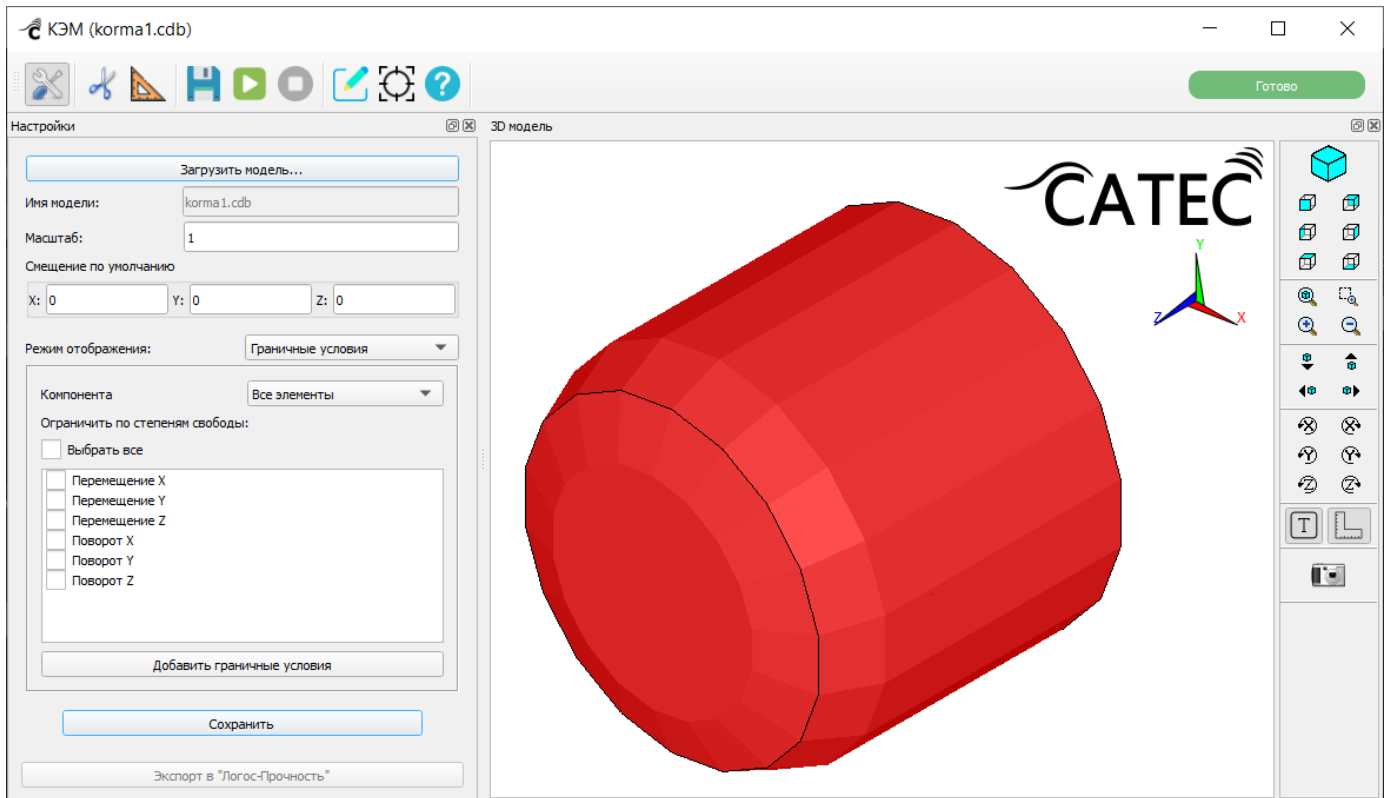 КЭМ (korma1.cdb)
Готово
Настройки
3D модель
Загрузить модель...
Имя модели: korma1.cdb
Масштаб: 1
Смещение по умолчанию
X: 0 Y: 0 Z: 0
Режим отображения: Граничные условия
Компонента Все элементы
Ограничить по степеням свободы:
Выбрать все
Перемещение X
Перемещение Y
Перемещение Z
Поворот X
Поворот Y
Поворот Z
Добавить граничные условия
Сохранить
Экспорт в "Логос-Прочность"
CATEC
Y
Z
X
X X
Y Y
Z Z
T